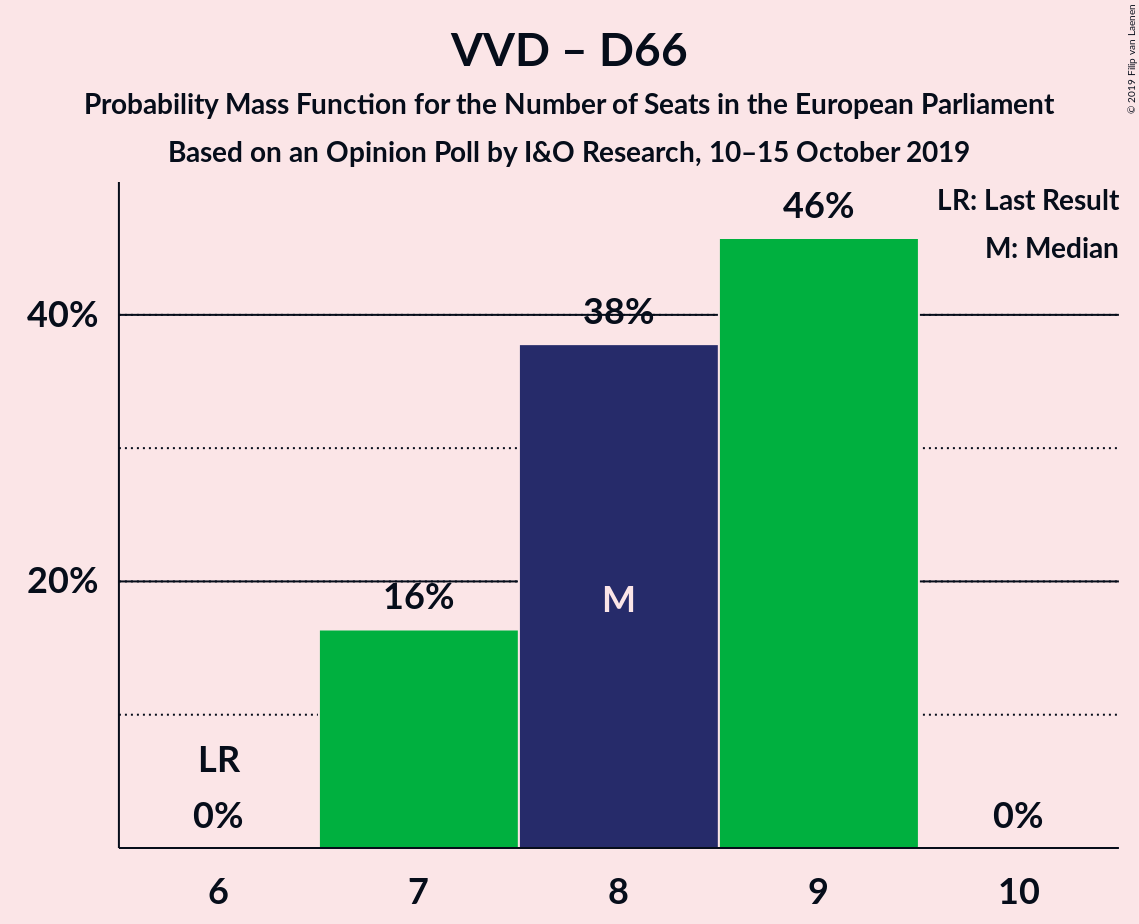 VVD – D66
Probability Mass Function for the Number of Seats in the European Parliament
Based on an Opinion Poll by I&O Research, 10–15 October 2019
© 2019 Filip van Laenen
LR: Last Result
M: Median
46%
38%
40%
16%
20%
M
LR
0%
0%
6
7
8
9
10